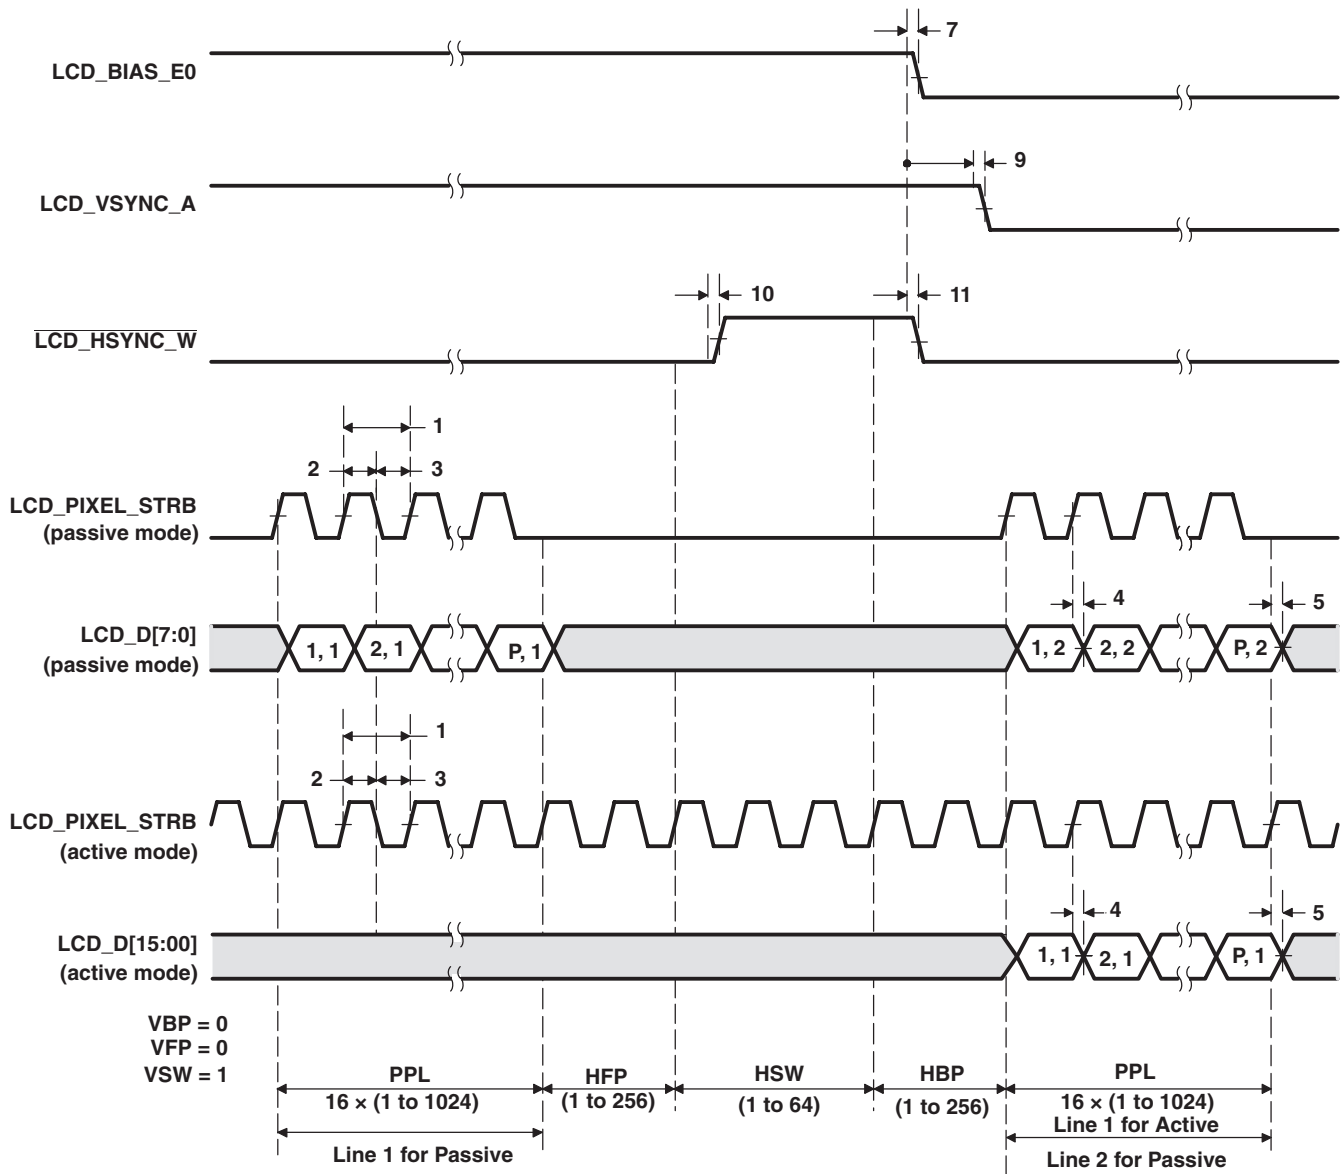 7
LCD_BIAS_E0
9
LCD_VSYNC_A
10
11
LCD_HSYNC_W
1
2
3
LCD_PIXEL_STRB
(passive mode)
4
5
LCD_D[7:0]
(passive mode)
1, 1
2, 1
P, 1
1, 2
2, 2
P, 2
1
2
3
LCD_PIXEL_STRB
(active mode)
4
5
LCD_D[15:00]
(active mode)
1, 1
2, 1
P, 1
VBP = 0
VFP = 0
VSW = 1
PPL
16 × (1 to 1024)
HFP
(1 to 256)
HSW
(1 to 64)
HBP
(1 to 256)
PPL
16 × (1 to 1024)
Line 1 for Passive
Line 1 for Active
Line 2 for Passive